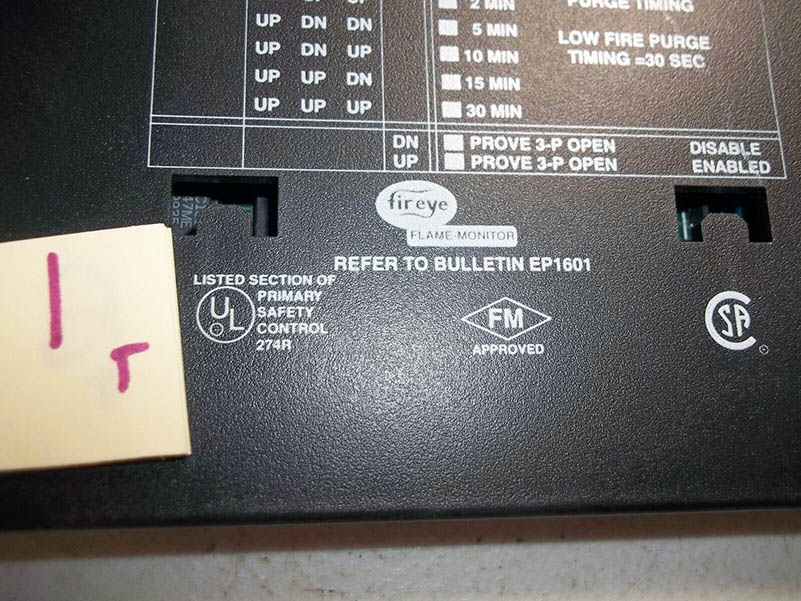 2 MIN
PURGE TIMING
UP DN DN
5 MIN
UP DN UP
10 MIN
LOW FIRE PURGE
TIMING =30 SEC
UP UP DN
15 MIN
UP UP UP
30 MIN
DN PROVE 3-P OPEN DISABLE
UP PROVE 3-P OPEN ENABLED
fireye
FLAME-MONITOR
REFER TO BULLETIN EP1601
LISTED SECTION OF
PRIMARY
SAFETY
CONTROL
274R
UL
FM
APPROVED
SA
1
T